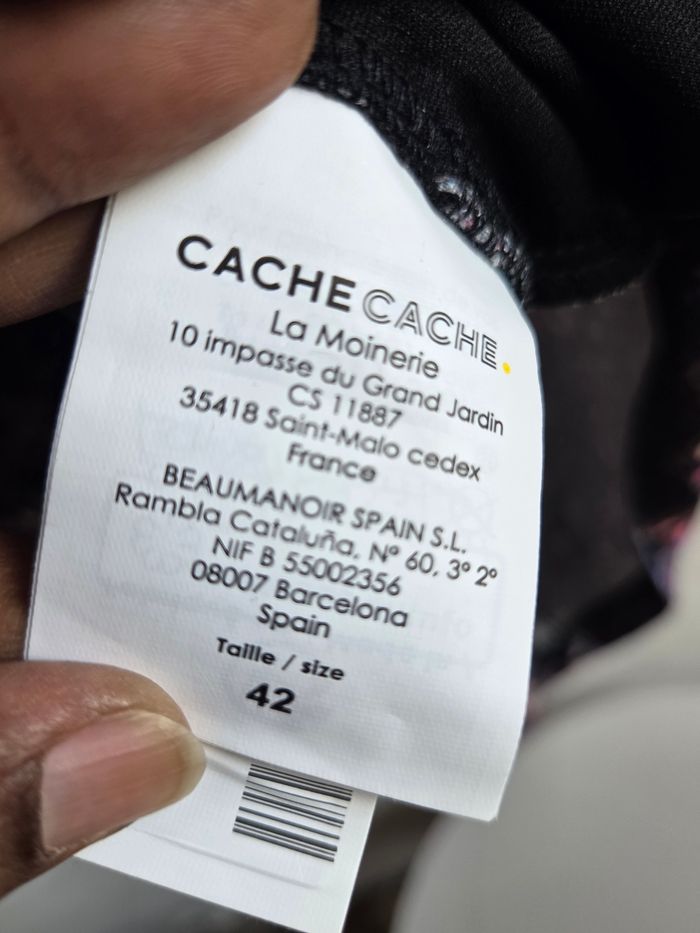 CACHE CACHE.
La Moinerie
10 impasse du Grand Jardin
CS 11887
35418 Saint-Malo cedex
France
BEAUMANOIR SPAIN S.L.
Rambla Cataluña, Nº 60, 3º 2º
NIF B 55002356
08007 Barcelona
Spain
Taille / size
42